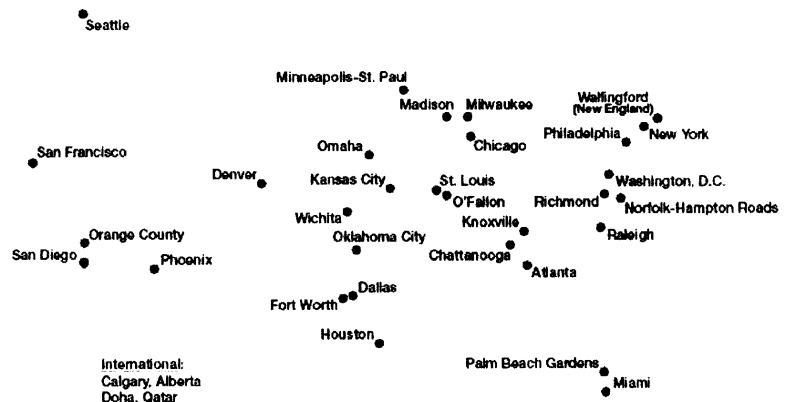 Seattle
Minneapolis-St. Paul
Madison
Milwaukee
Wallingford
(New England)
New York
Philadelphia
Chicago
Omaha
San Francisco
Denver
Kansas City
St. Louis
O'Fallon
Washington, D.C.
Richmond
Norfolk-Hampton Roads
Wichita
Knoxville
Raleigh
Orange County
Oklahoma City
San Diego
Phoenix
Chattanooga
Atlanta
Dallas
Fort Worth
Houston
Palm Beach Gardens
Miami
International:
Calgary, Alberta
Doha, Qatar